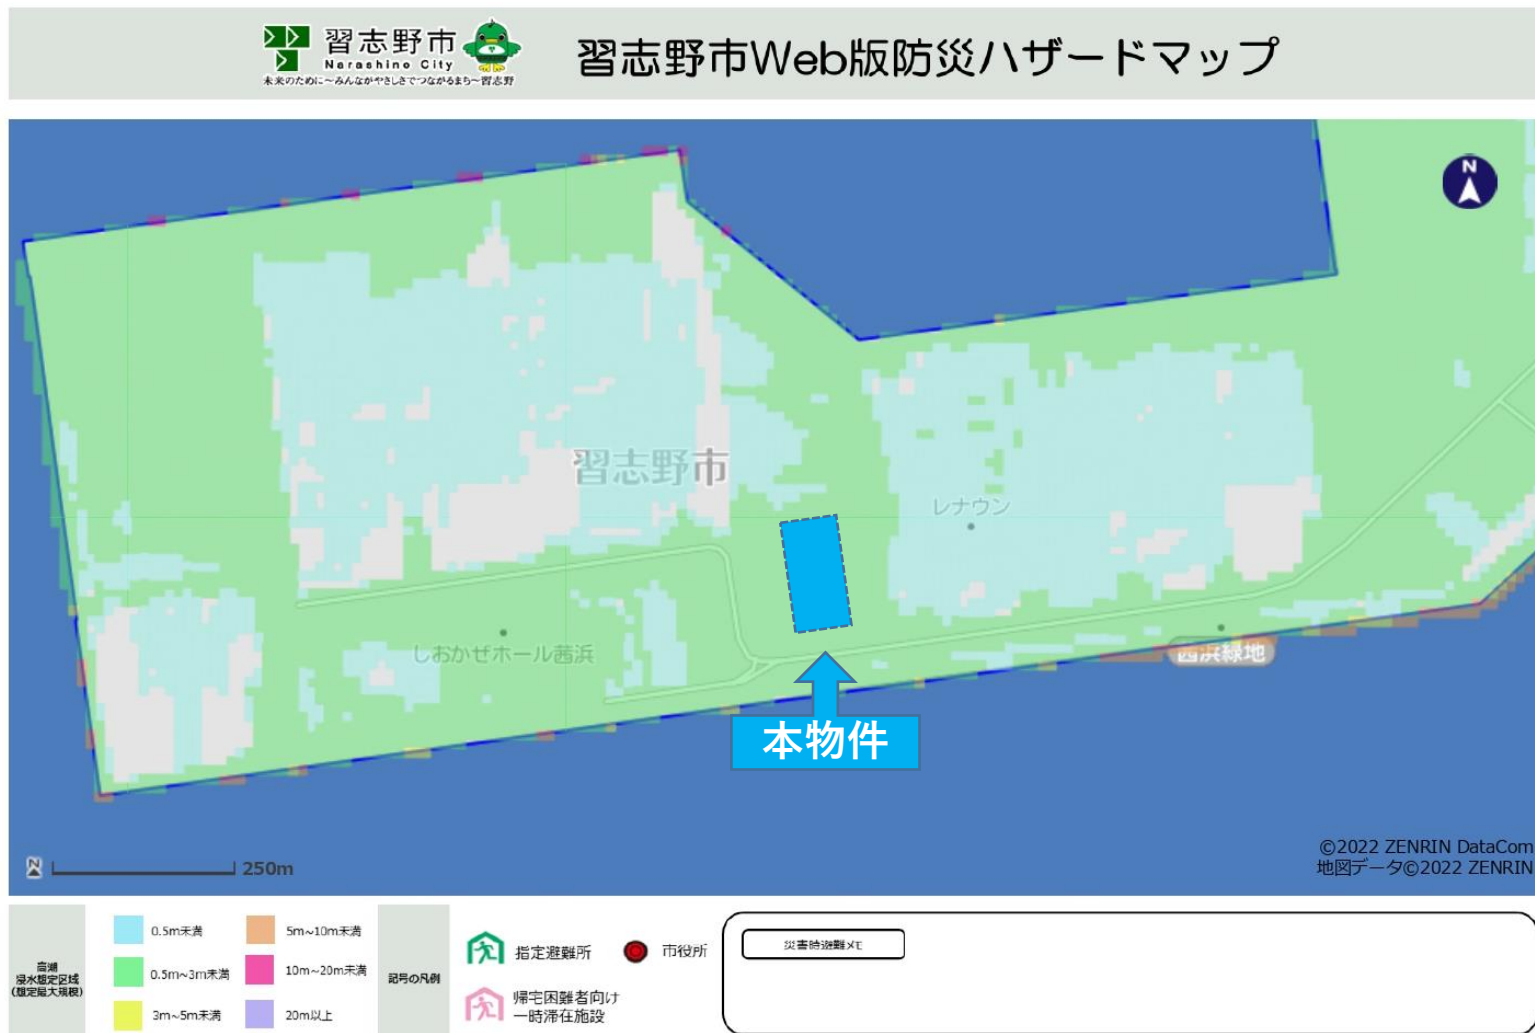 習志野市
Narashino City
未来のために～みんながやさしさでつながるまち～習志野
習志野市Web版防災ハザードマップ
N
習志野市
レナウン
しおかぜホール茜浜
茜浜緑地
本物件
N
250m
©2022 ZENRIN DataCom
地図データ©2022 ZENRIN
高潮
浸水想定区域
(想定最大規模)
0.5m未満
0.5m~3m未満
3m~5m未満
5m~10m未満
10m~20m未満
20m以上
記号の凡例
指定避難所
市役所
帰宅困難者向け
一時滞在施設
災害時避難メモ